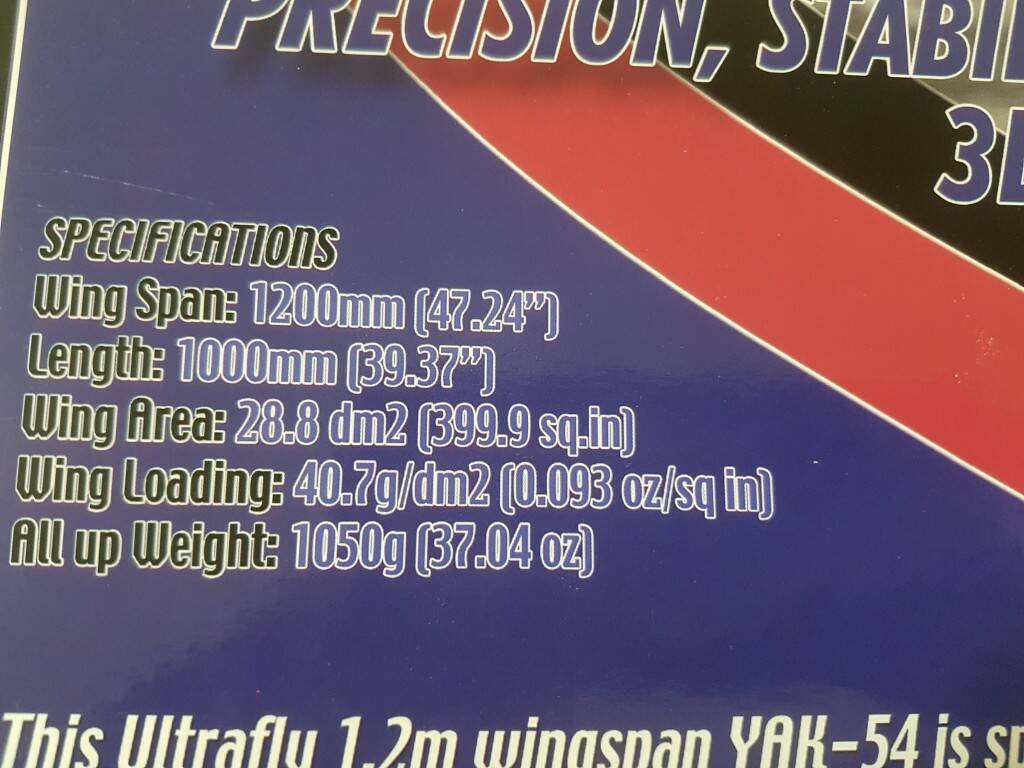 PRECISION, STABIL
3D
SPECIFICATIONS
Wing Span: 1200mm (47.24”)
Length: 1000mm (39.37”)
Wing Area: 28.8 dm2 (399.9 sq.in)
Wing Loading: 40.7g/dm2 (0.093 oz/sq in)
All up Weight: 1050g (37.04 oz)
This Ultrafly 1.2m wingspan YAK-54 is